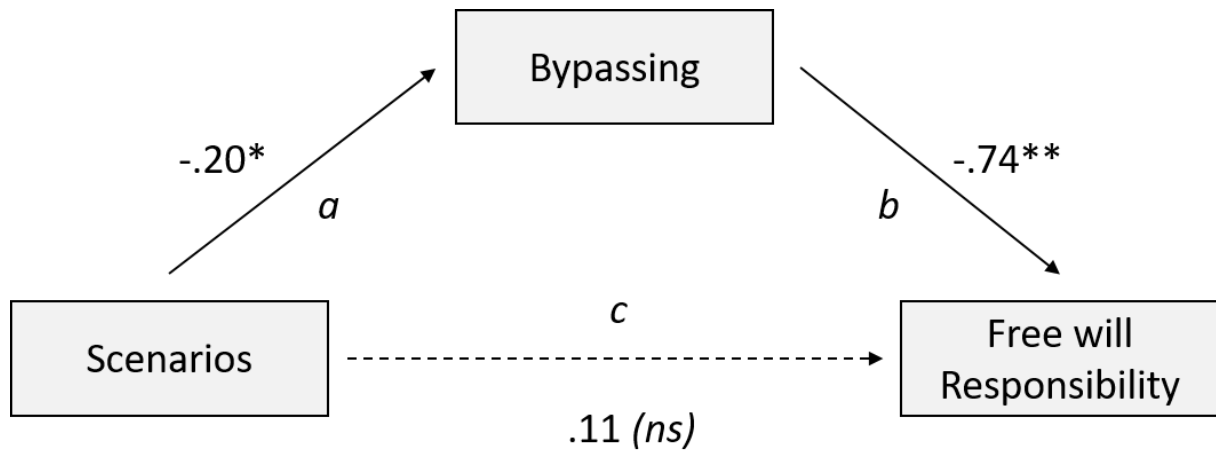 Bypassing
-.20*
-.74**
a
b
Scenarios
c
Free will
Responsibility
.11 (ns)